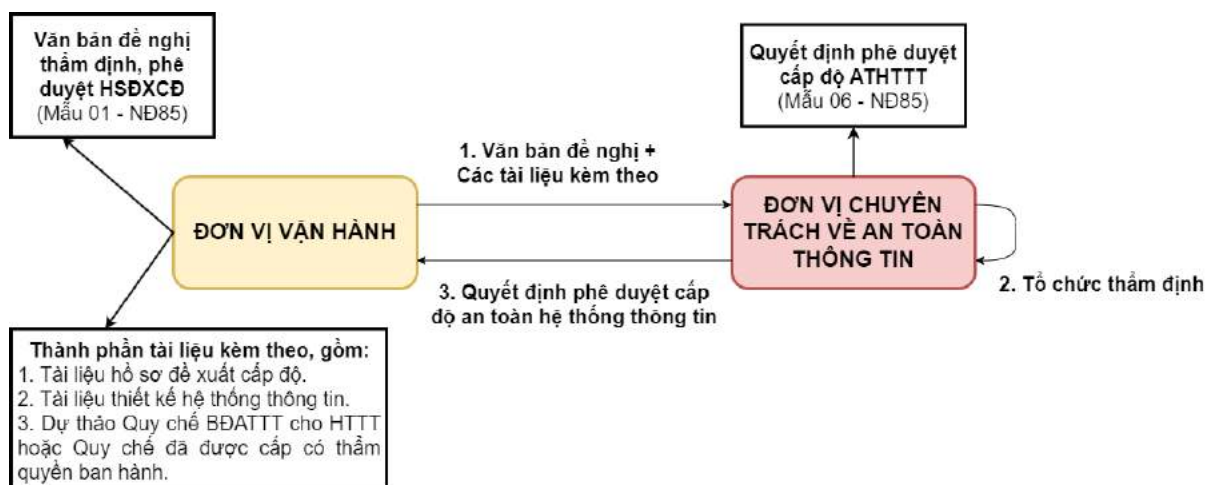 Văn bản đề nghị
thẩm định, phê
duyệt HSĐXCĐ
(Mẫu 01 - NĐ85)
Quyết định phê duyệt
cấp độ ATHTTT
(Mẫu 06 - NĐ85)
1. Văn bản đề nghị +
Các tài liệu kèm theo
ĐƠN VỊ VẬN HÀNH
ĐƠN VỊ CHUYÊN
TRÁCH VỀ AN TOÀN
THÔNG TIN
2. Tổ chức thẩm định
3. Quyết định phê duyệt cấp
độ an toàn hệ thống thông tin
Thành phần tài liệu kèm theo, gồm:
1. Tài liệu hồ sơ đề xuất cấp độ.
2. Tài liệu thiết kế hệ thống thông tin.
3. Dự thảo Quy chế BĐATTT cho HTTT
hoặc Quy chế đã được cấp có thẩm
quyền ban hành.